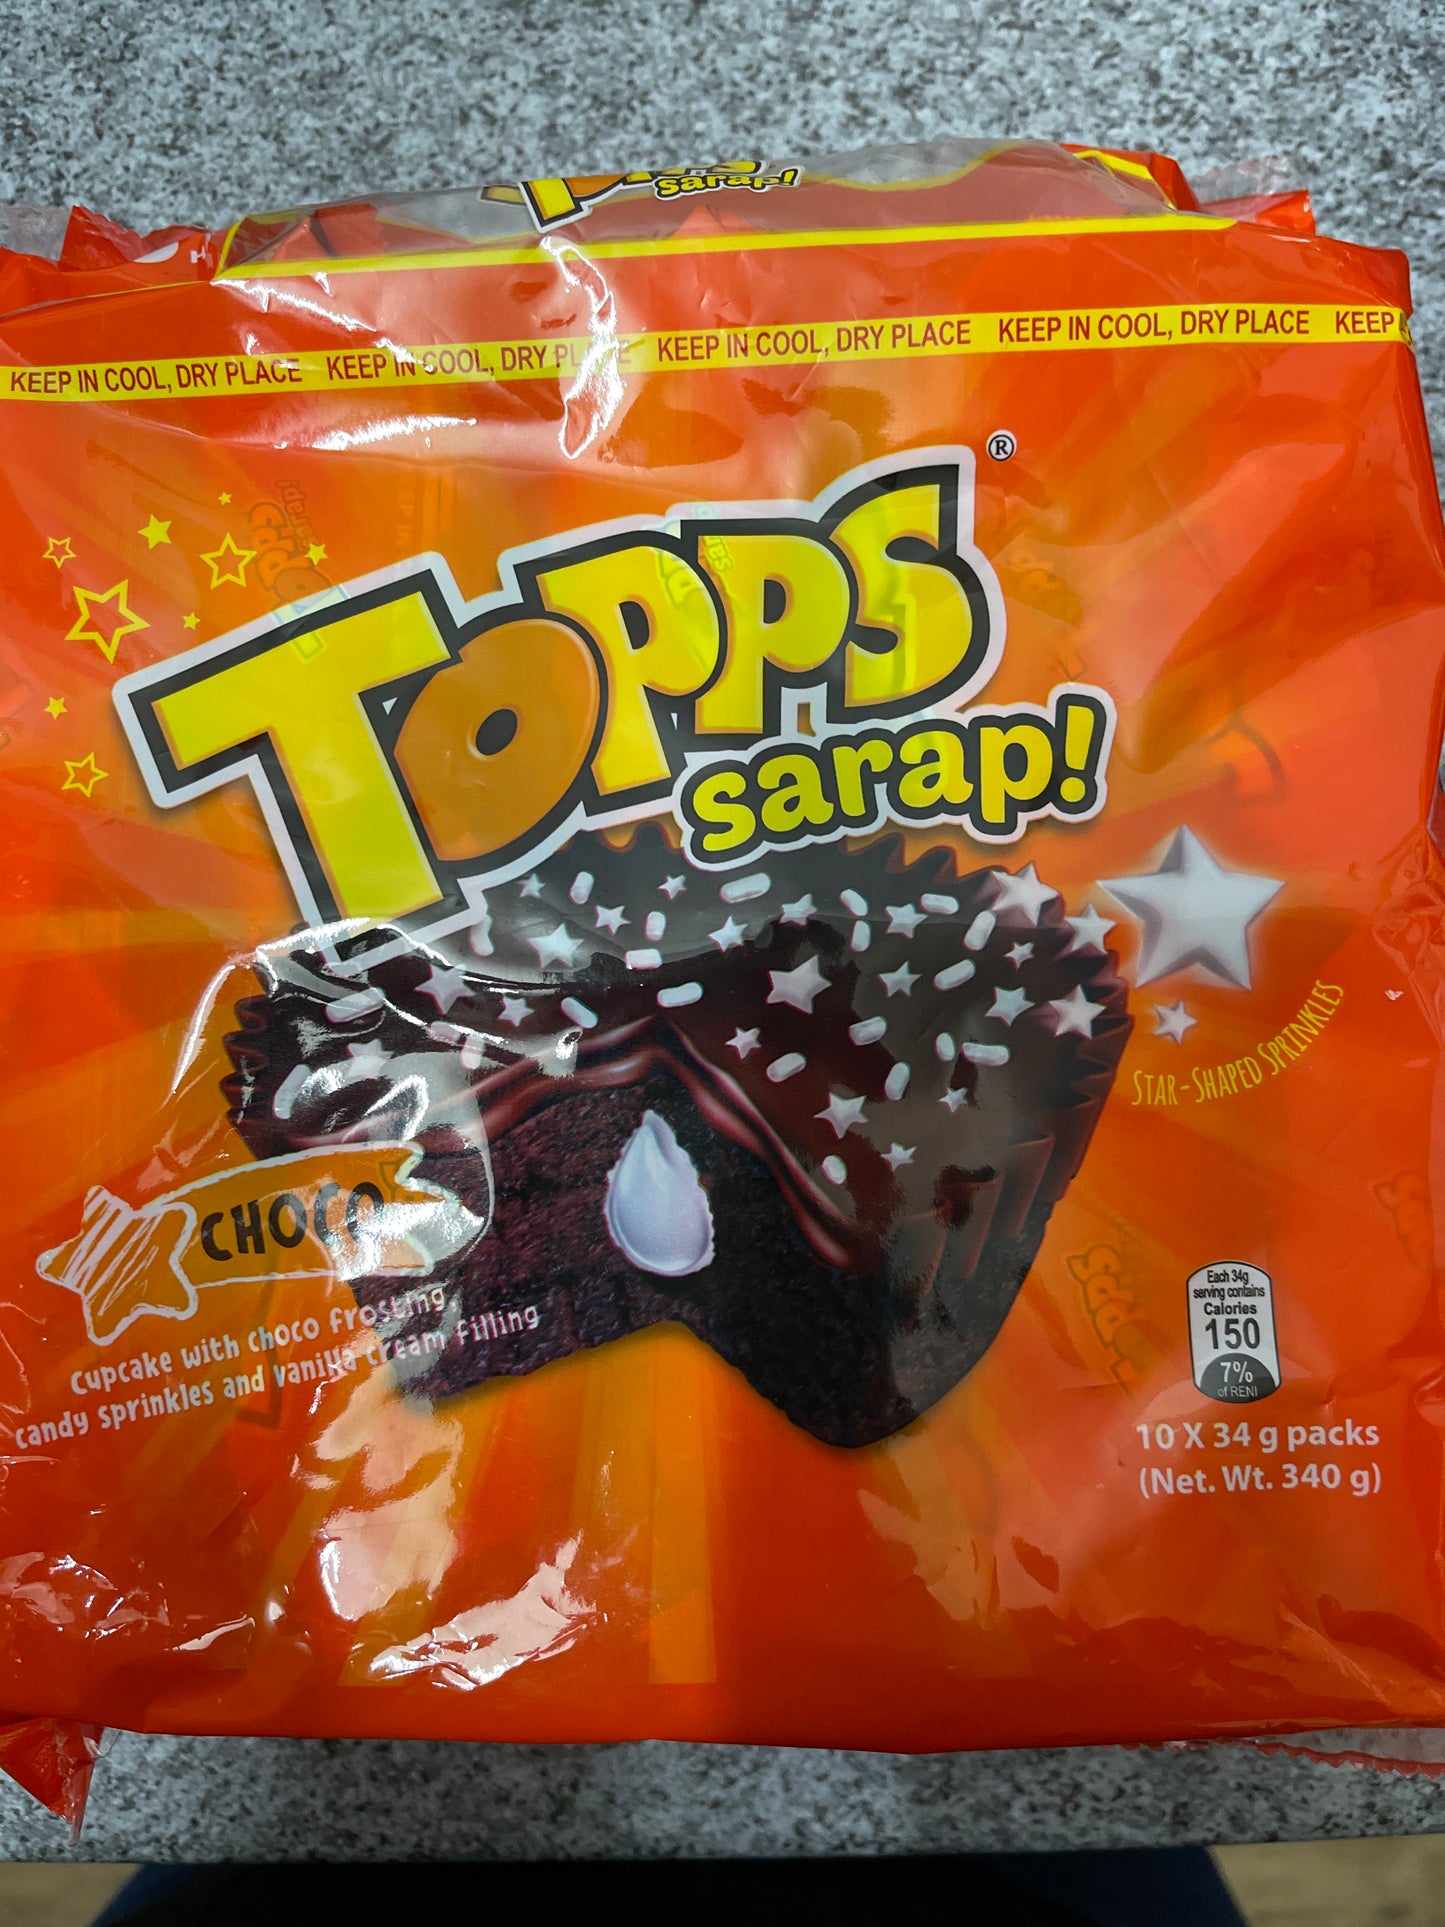 sarap!
KEEP IN COOL, DRY PLACE KEEP IN COOL, DRY PLACE KEEP IN COOL, DRY PLACE KEEP IN COOL, DRY PLACE KEEP
TOPPS®
sarap!
STAR-SHAPED SPRINKLES
CHOCO
Cupcake with choco frosting,
candy sprinkles and vanilla cream filling
Each 34g
serving contains
Calories
150
7%
of RENI
10 X 34 g packs
(Net. Wt. 340 g)